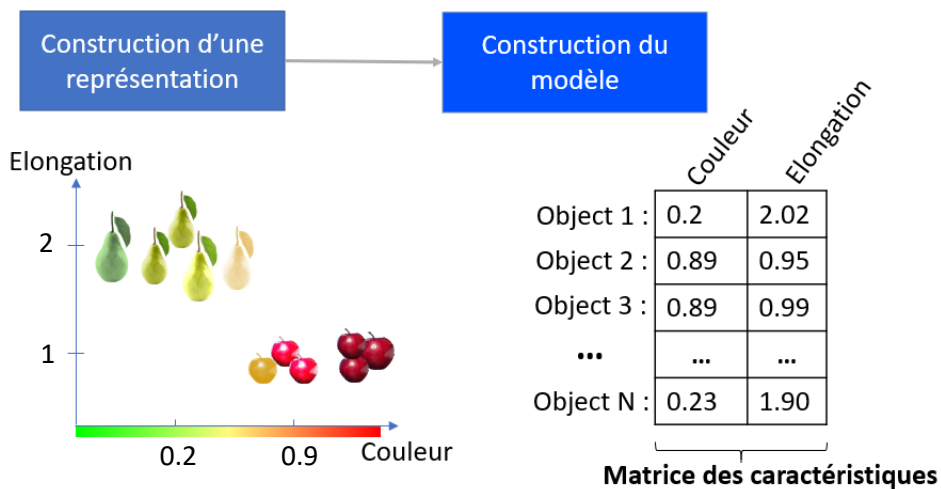 Construction d’une
représentation
Construction du
modèle
Elongation
2
1
0.2
0.9
Couleur
Couleur
Elongation
Object 1 : 0.2 2.02
Object 2 : 0.89 0.95
Object 3 : 0.89 0.99
... ... ...
Object N : 0.23 1.90
Matrice des caractéristiques